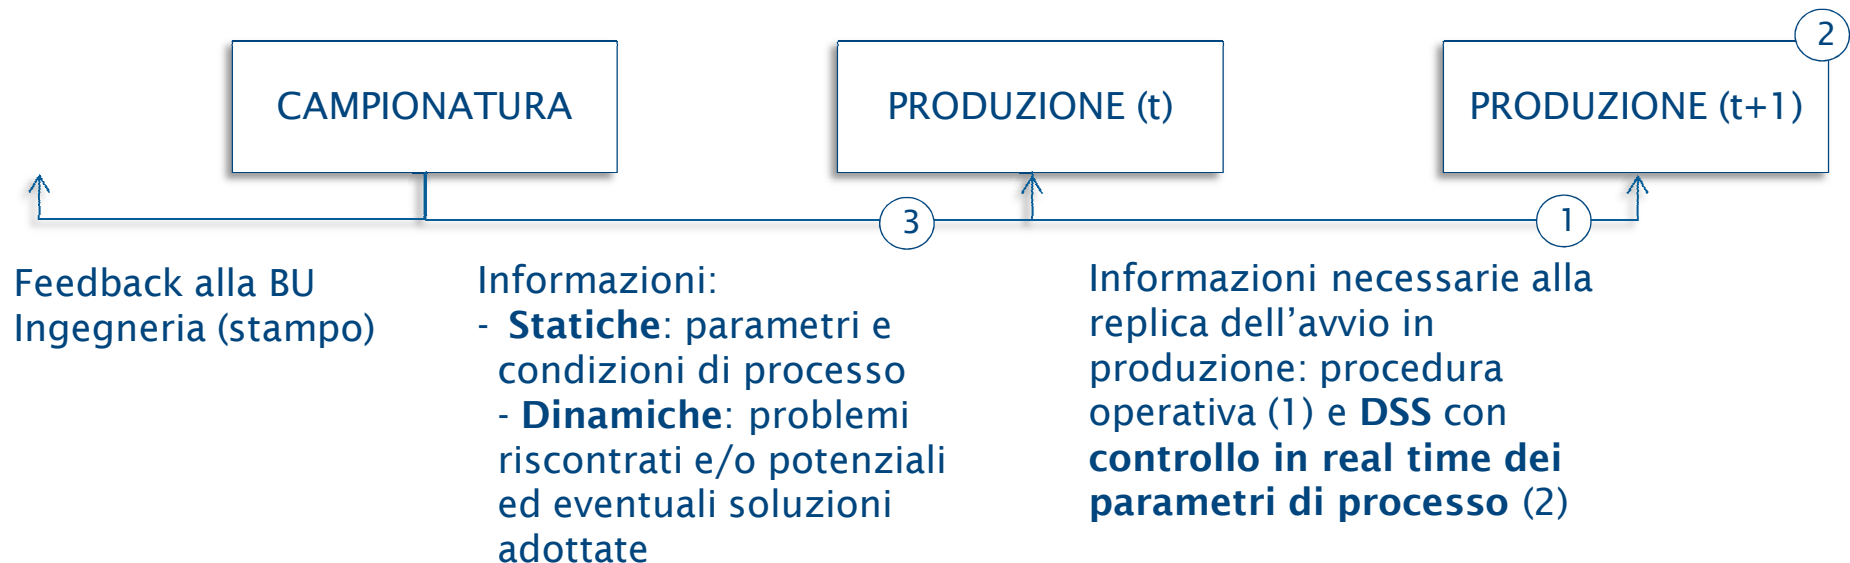 2
CAMPIONATURA
PRODUZIONE (t)
PRODUZIONE (t+1)
3
1
Feedback alla BU
Ingegneria (stampo)
Informazioni:
- Statiche: parametri e
condizioni di processo
- Dinamiche: problemi
riscontrati e/o potenziali
ed eventuali soluzioni
adottate
Informazioni necessarie alla
replica dell’avvio in
produzione: procedura
operativa (1) e DSS con
controllo in real time dei
parametri di processo (2)